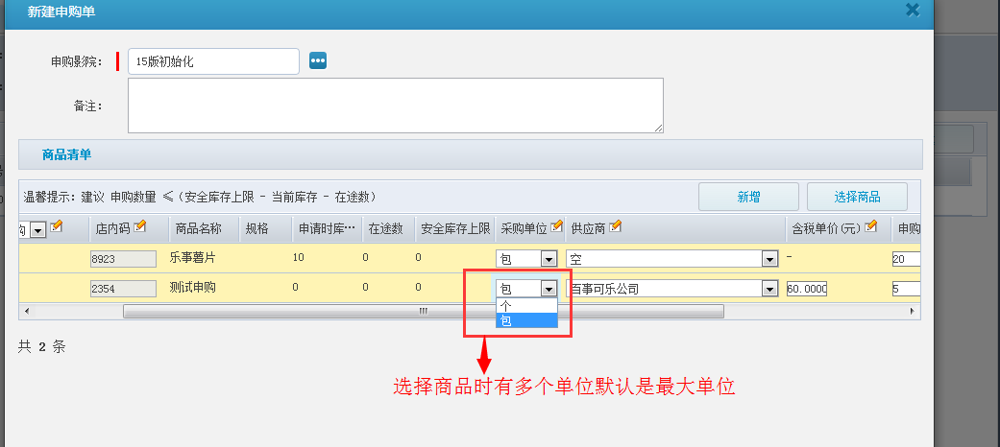 新建申购单
申购影院：
15版初始化
备注：
商品清单
温馨提示：建议 申购数量 ≤（安全库存上限 - 当前库存 - 在途数）
新增
选择商品
店内码
商品名称
规格
申请时库···
在途数
安全库存上限
采购单位
供应商
含税单价(元)
申购
8923
乐事薯片
10
0
0
包
空
-
20
2354
测试申购
0
0
0
包
百事可乐公司
60.0000
5
个
包
共 2 条
选择商品时有多个单位默认是最大单位